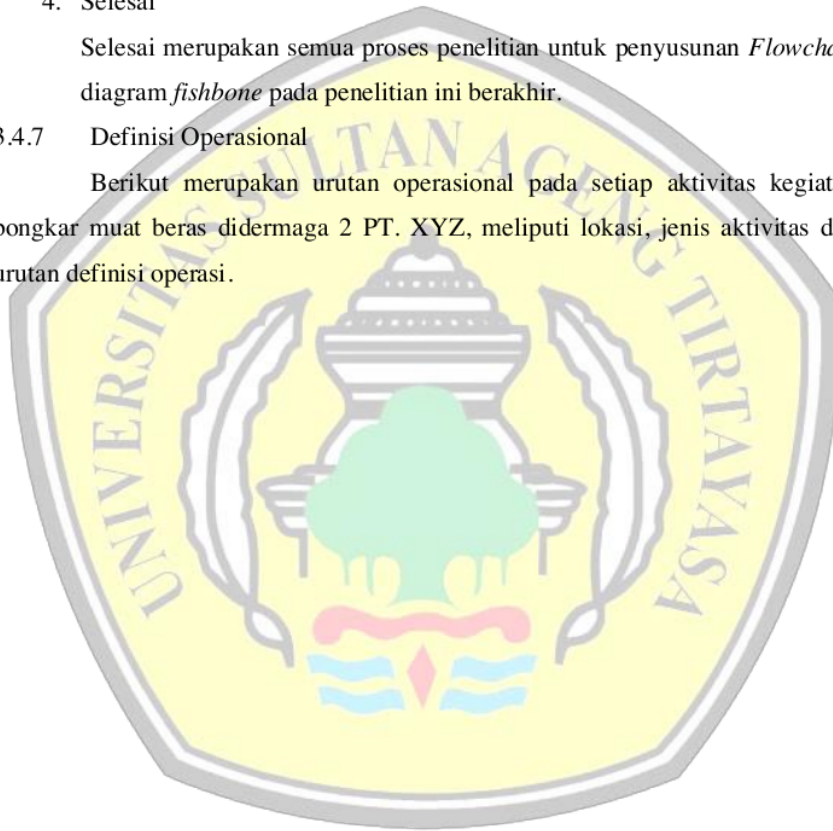 4. Selesai
Selesai merupakan semua proses penelitian untuk penyusunan
diagram fishbone pada penelitian ini berakhir.
3.4.7 Definisi Operasional
Berikut merupakan urutan operasional pada setiap aktivitas
bongkar muat beras didermaga 2 PT. XYZ, meliputi lokasi, jenis aktivitas
urutan definisi operasi.
UNIVERSITAS SULTAN AGENG TIRTAYASA